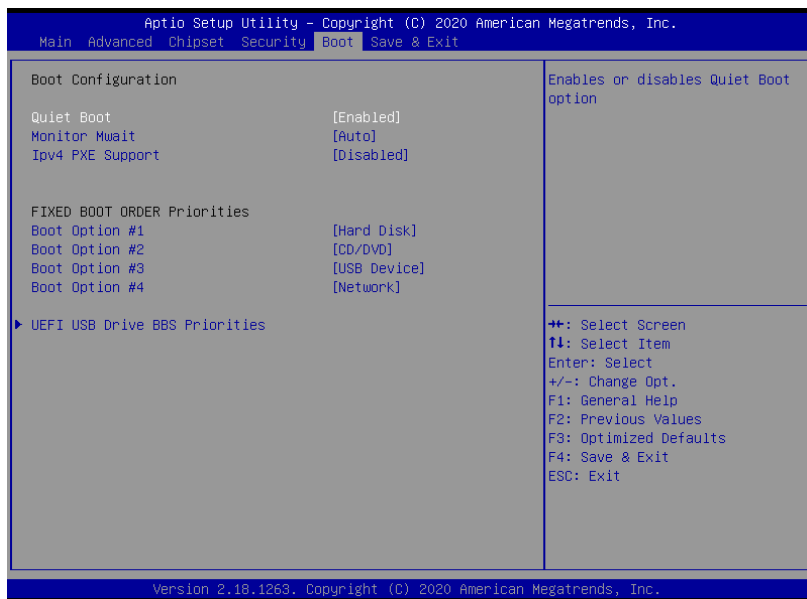 Aptio Setup Utility – Copyright (C) 2020 American Megatrends, Inc.
Main Advanced Chipset Security Boot Save & Exit
Boot Configuration
Quiet Boot [Enabled]
Monitor Mwait [Auto]
Ipv4 PXE Support [Disabled]
FIXED BOOT ORDER Priorities
Boot Option #1 [Hard Disk]
Boot Option #2 [CD/DVD]
Boot Option #3 [USB Device]
Boot Option #4 [Network]
UEFI USB Drive BBS Priorities
Enables or disables Quiet Boot
option
→←: Select Screen
↑↓: Select Item
Enter: Select
+/-: Change Opt.
F1: General Help
F2: Previous Values
F3: Optimized Defaults
F4: Save & Exit
ESC: Exit
Version 2.18.1263. Copyright (C) 2020 American Megatrends, Inc.